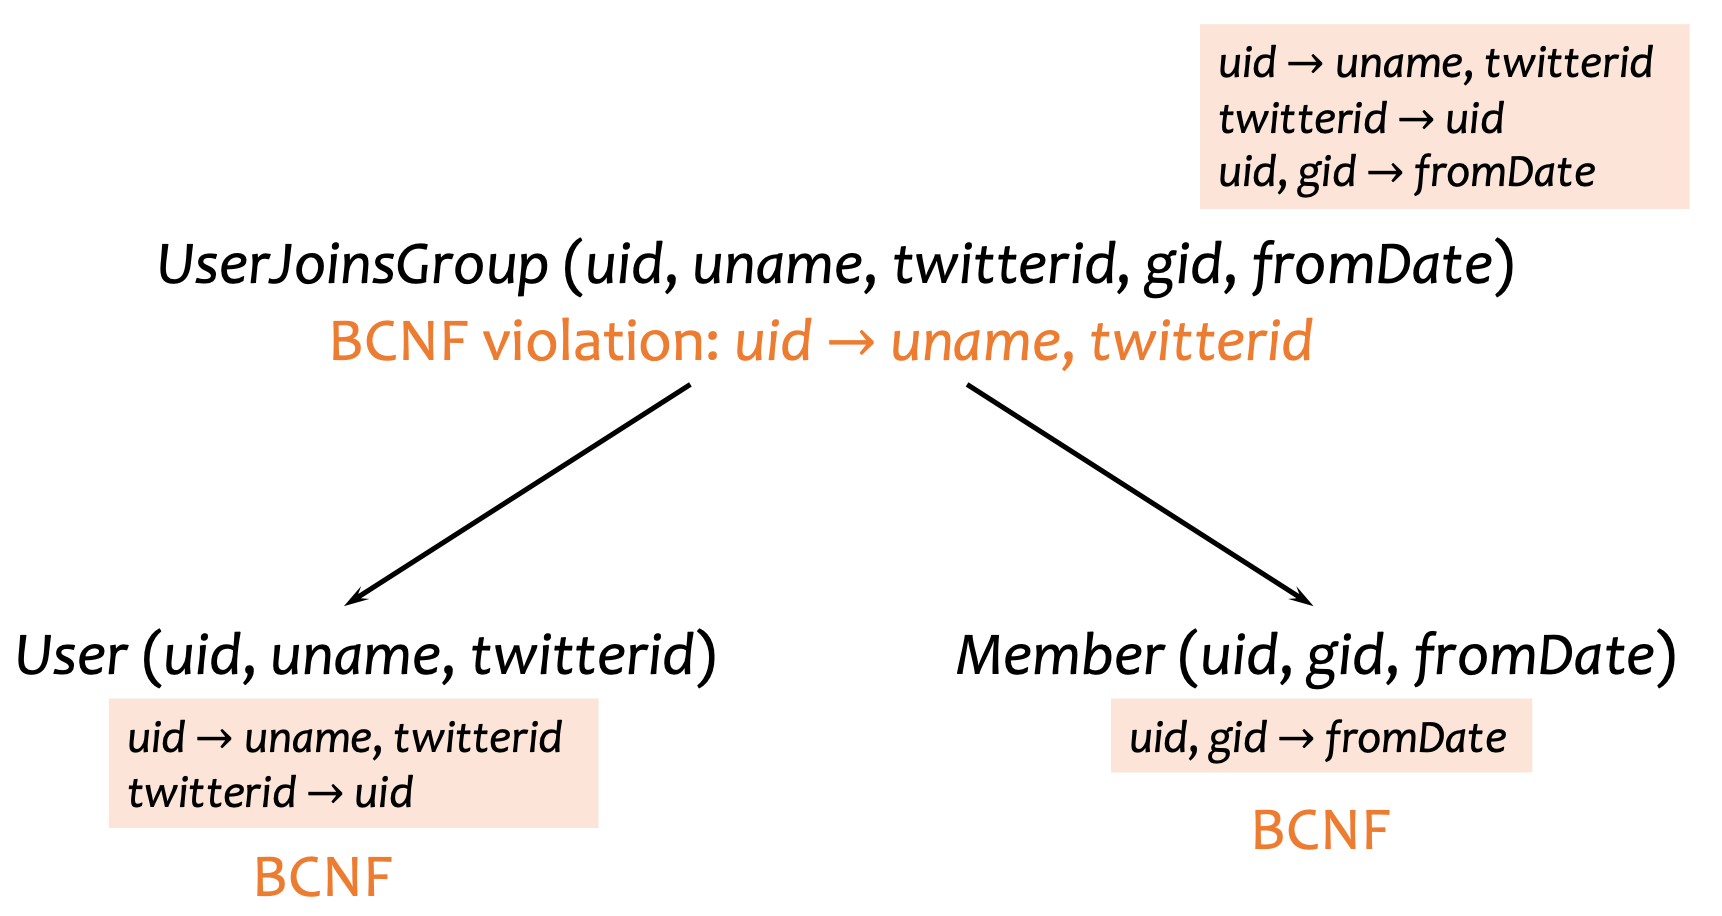 uid → uname, twitterid
twitterid → uid
uid, gid → fromDate
UserJoinsGroup (uid, uname, twitterid, gid, fromDate)
BCNF violation: uid → uname, twitterid
User (uid, uname, twitterid)
uid → uname, twitterid
twitterid → uid
BCNF
Member (uid, gid, fromDate)
uid, gid → fromDate
BCNF